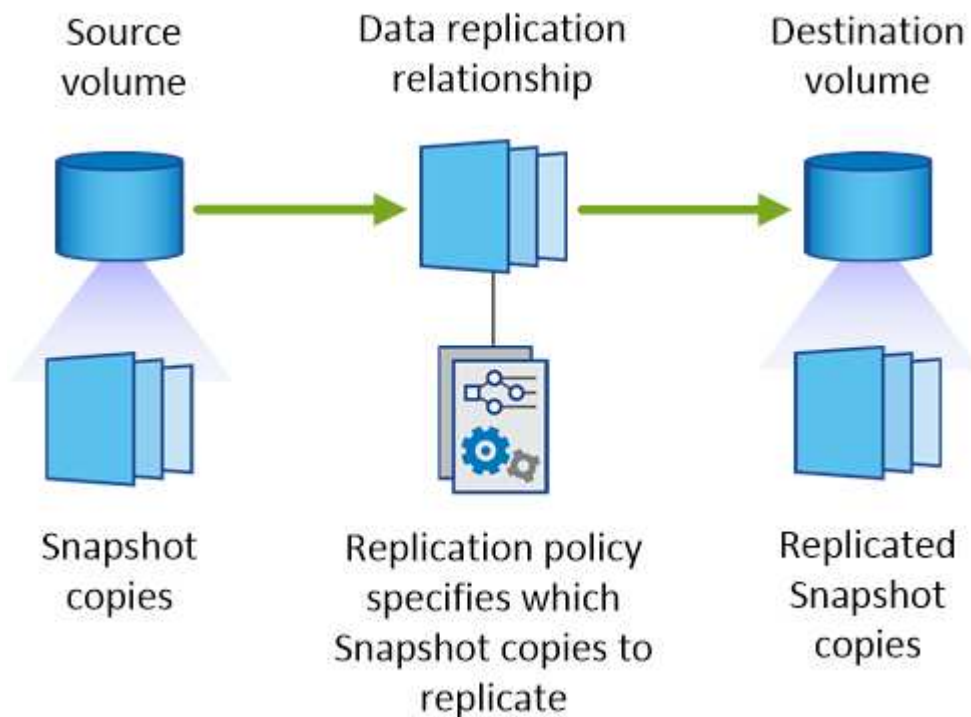 Source
volume
Data replication
relationship
Destination
volume
Snapshot
copies
Replication policy
specifies which
Snapshot copies to
replicate
Replicated
Snapshot
copies